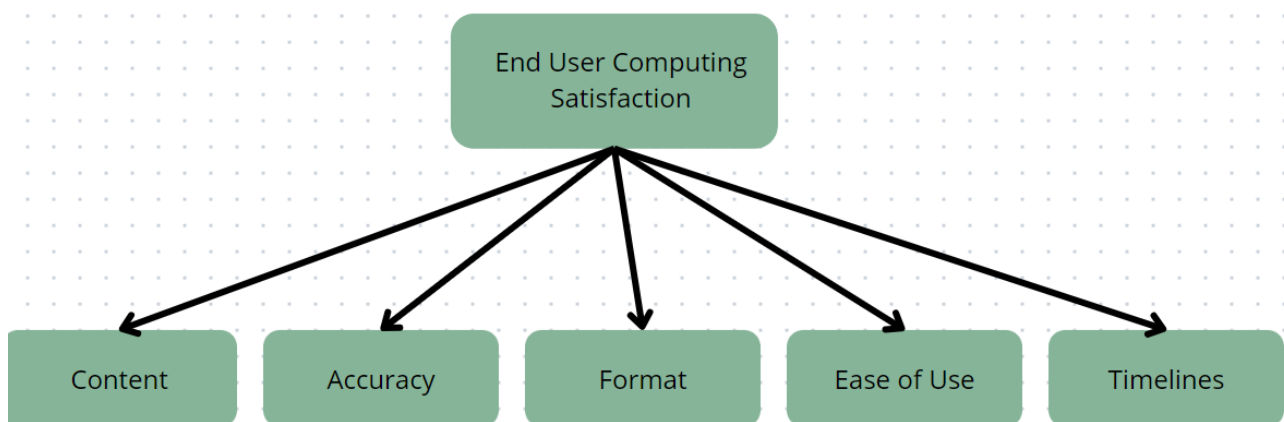 End User Computing
Satisfaction
Content
Accuracy
Format
Ease of Use
Timelines